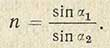 n = sin α₁ / sin α₂.